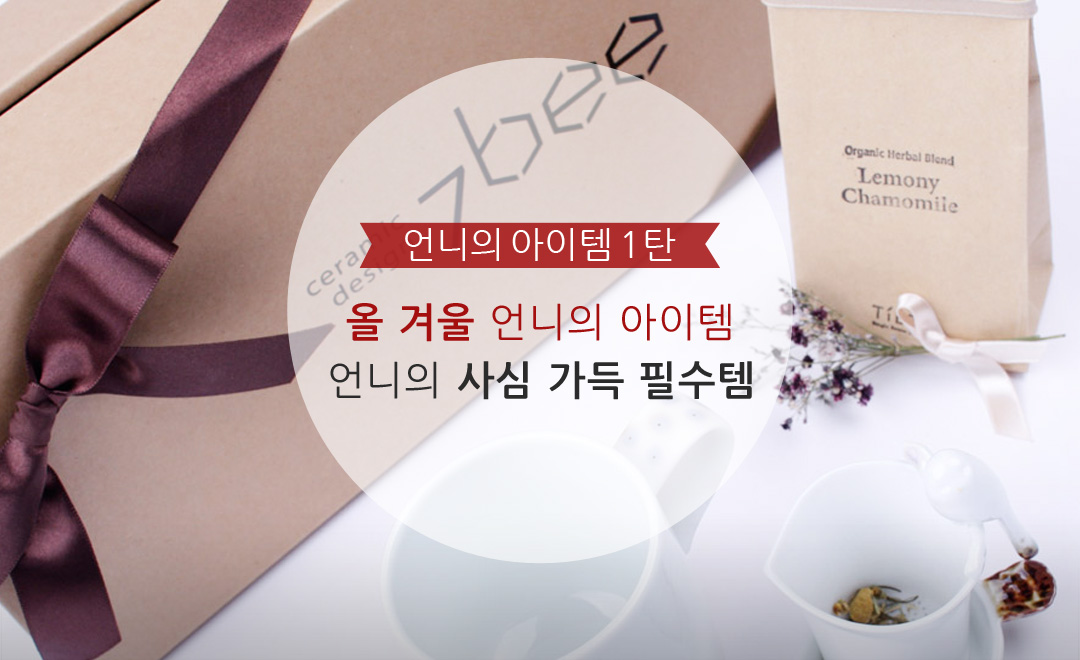 7bee
ceramic
design
Organic Herbal Blend
Lemony
Chamomile
언니의 아이템 1탄
올 겨울 언니의 아이템
언니의 사심 가득 필수템